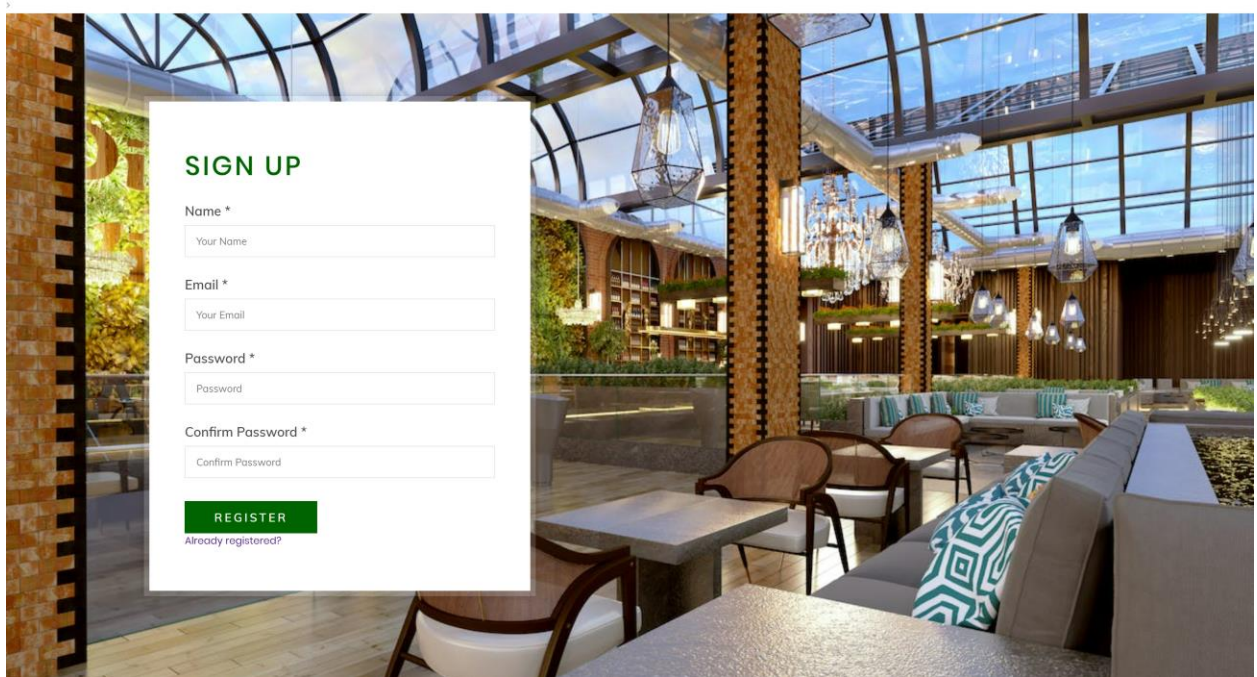 ›
SIGN UP
Name *
Your Name
Email *
Your Email
Password *
Password
Confirm Password *
Confirm Password
REGISTER
Already registered?